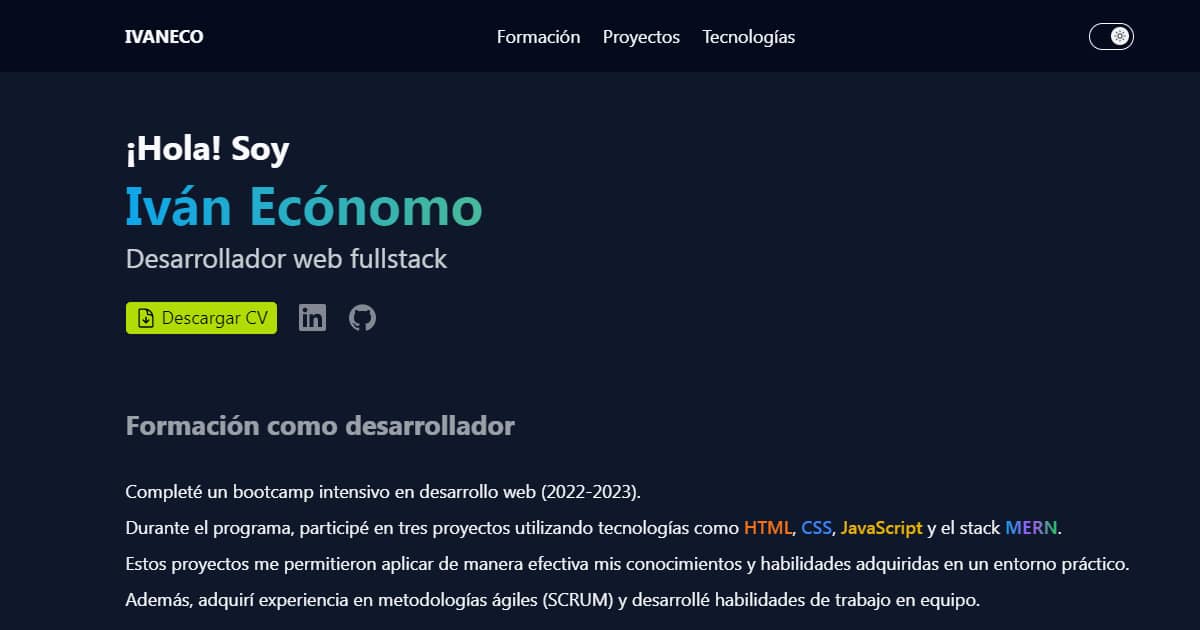 IVANECO
Formación Proyectos Tecnologías
¡Hola! Soy
Iván Ecónomo
Desarrollador web fullstack
Descargar CV
Formación como desarrollador
Completé un bootcamp intensivo en desarrollo web (2022-2023).
Durante el programa, participé en tres proyectos utilizando tecnologías como HTML, CSS, JavaScript y el stack MERN.
Estos proyectos me permitieron aplicar de manera efectiva mis conocimientos y habilidades adquiridas en un entorno práctico.
Además, adquirí experiencia en metodologías ágiles (SCRUM) y desarrollé habilidades de trabajo en equipo.